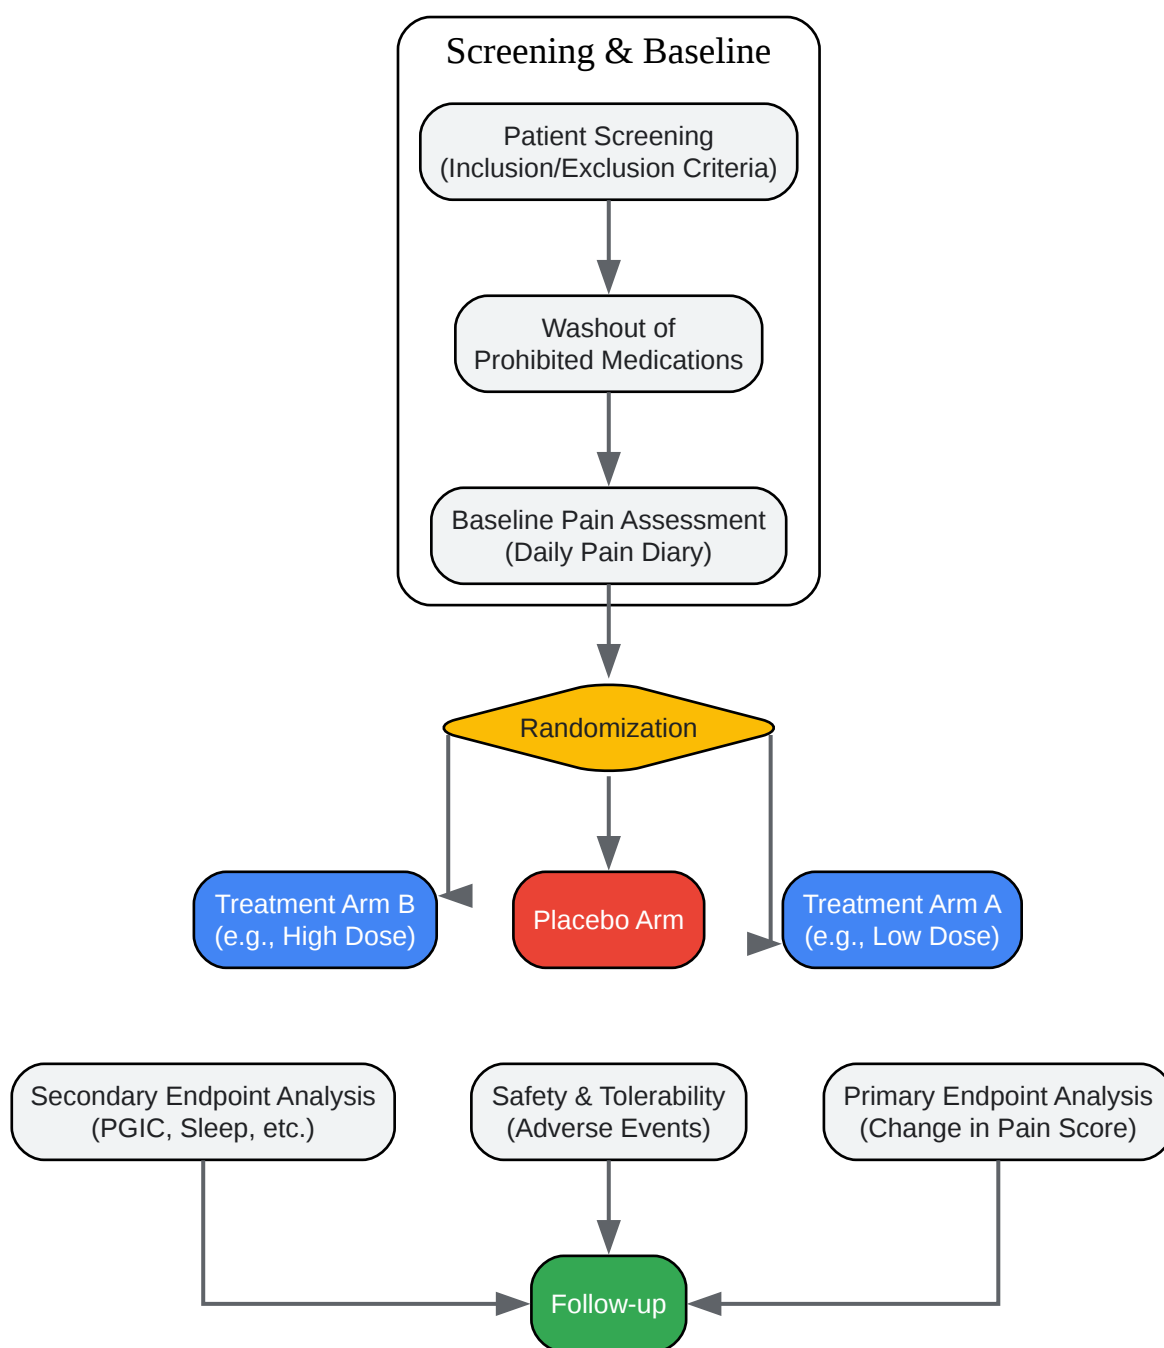 Screening & Baseline
Patient Screening
(Inclusion/Exclusion Criteria)
Washout of
Prohibited Medications
Baseline Pain Assessment
(Daily Pain Diary)
Randomization
Treatment Arm B
(e.g., High Dose)
Placebo Arm
Treatment Arm A
(e.g., Low Dose)
Secondary Endpoint Analysis
(PGIC, Sleep, etc.)
Safety & Tolerability
(Adverse Events)
Primary Endpoint Analysis
(Change in Pain Score)
Follow-up